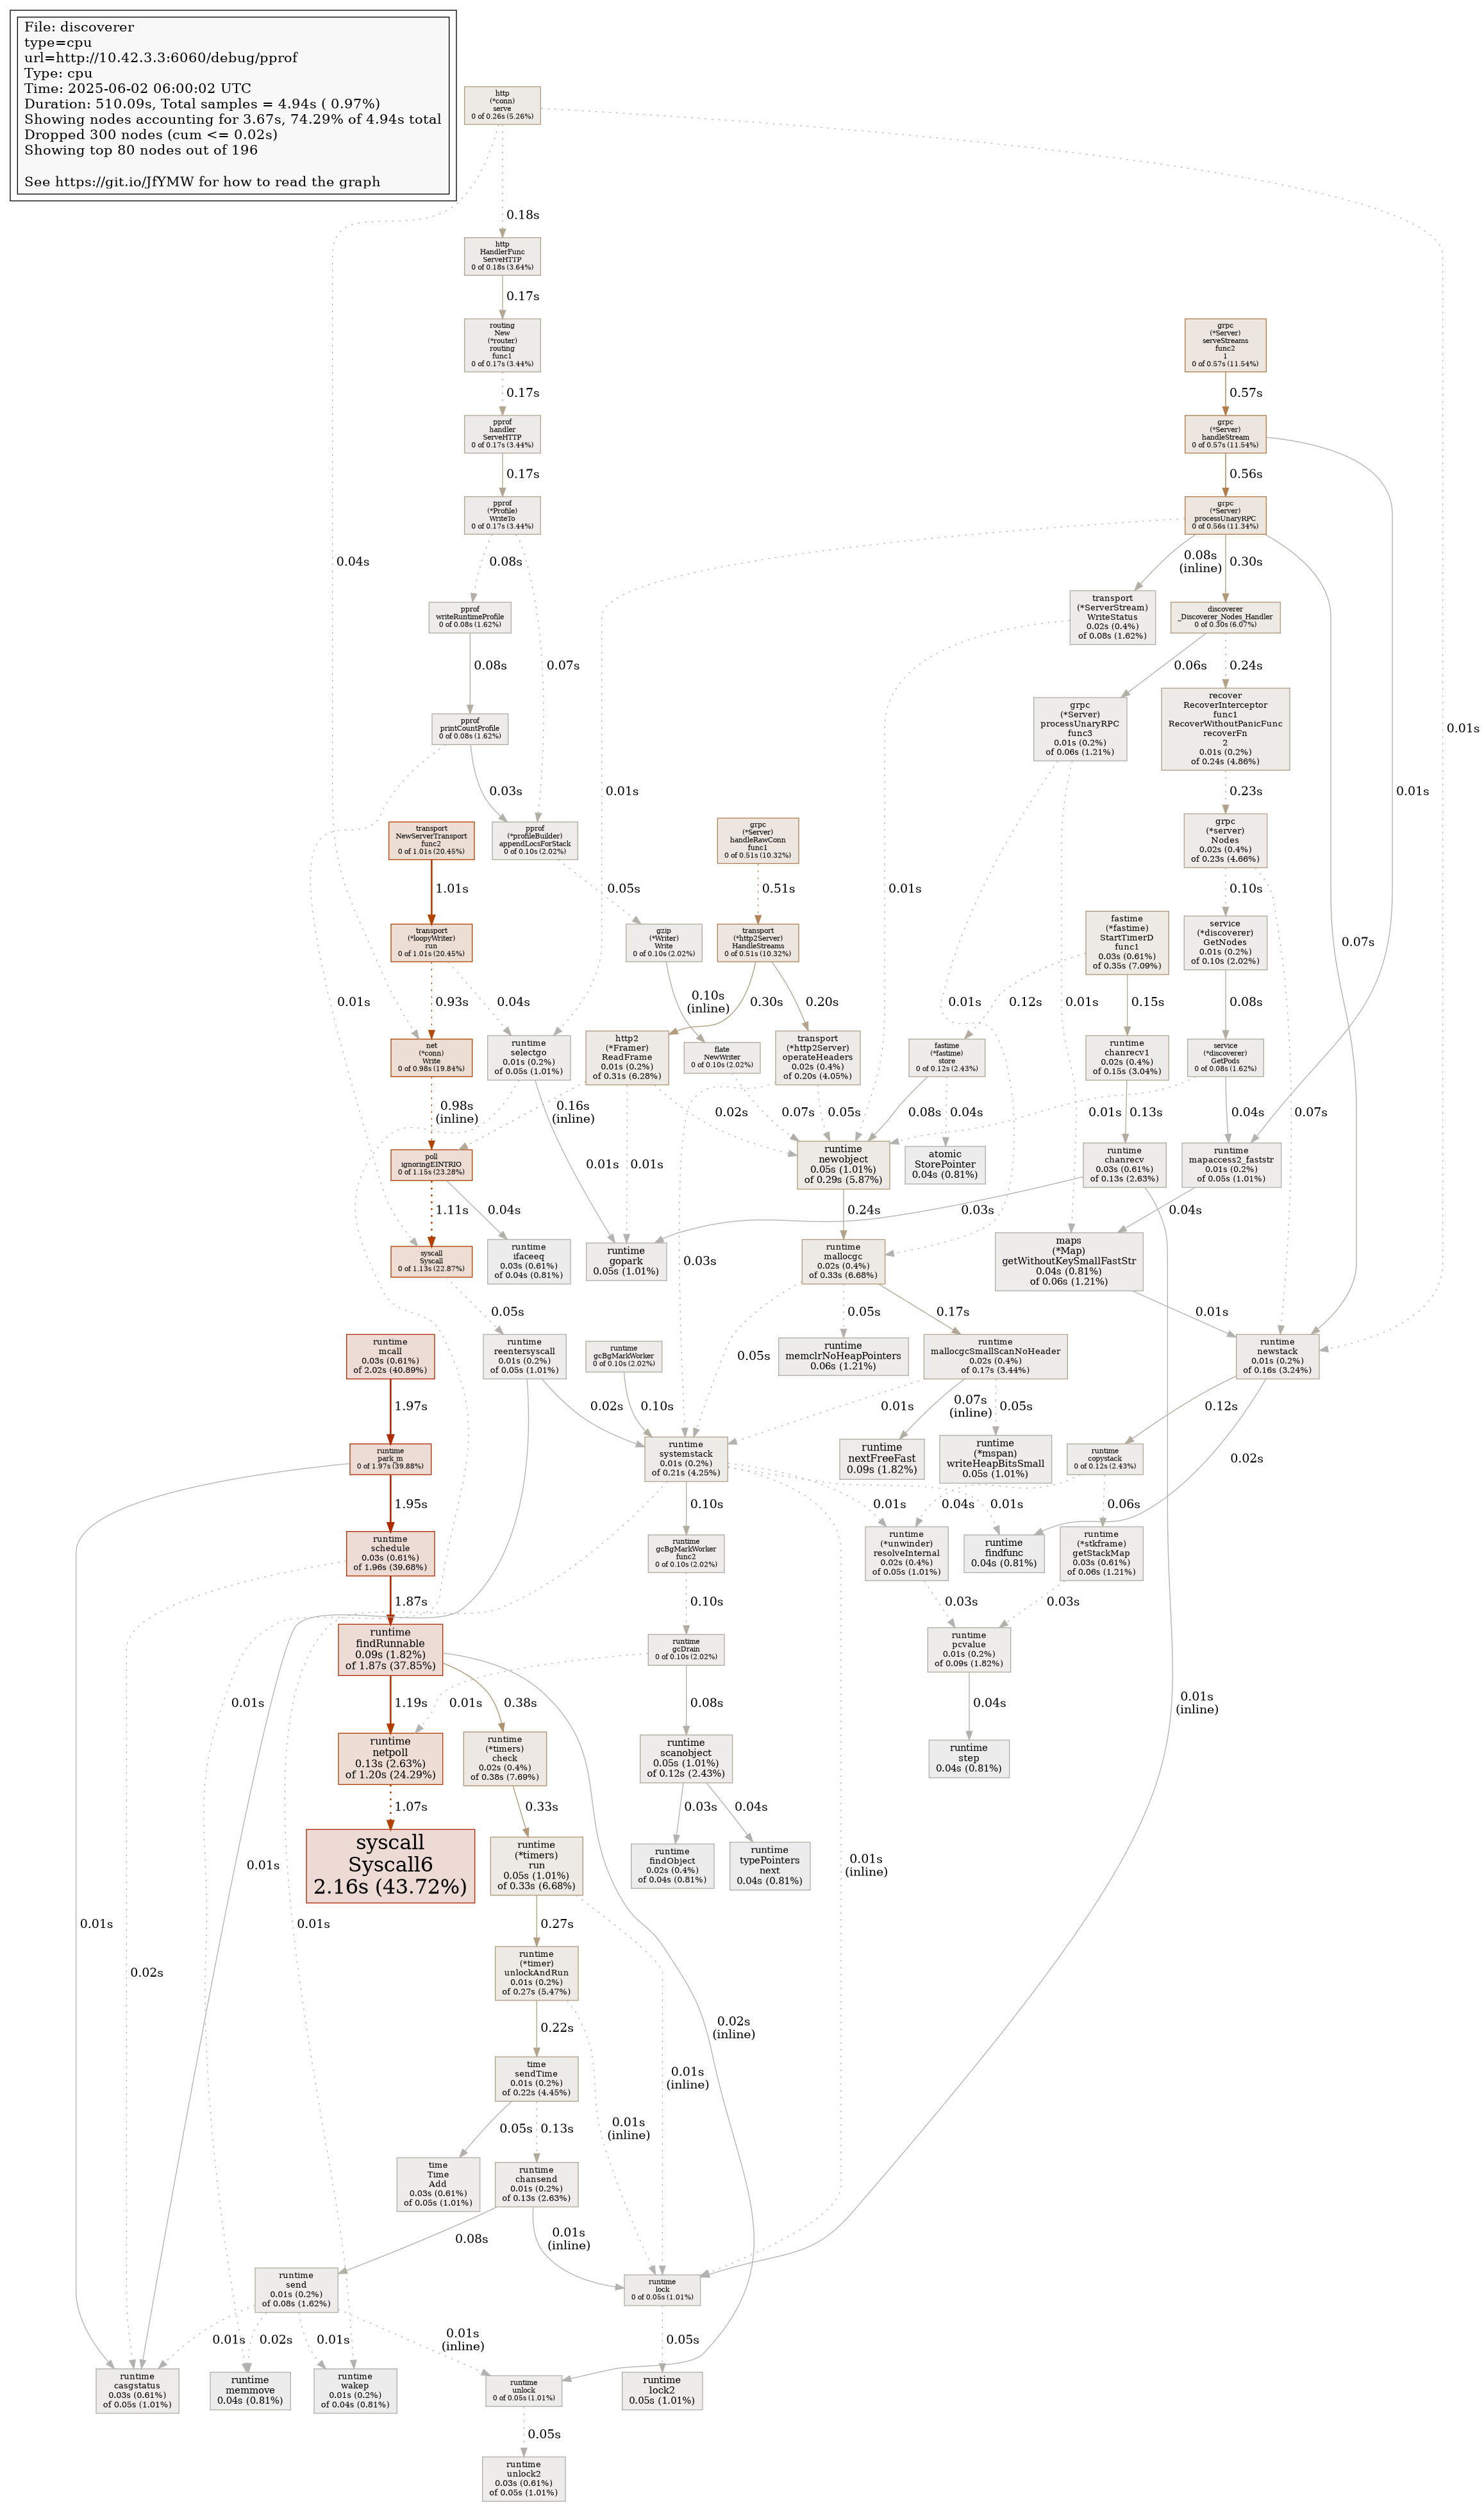 File: discoverer
type=cpu
url=http://10.42.3.3:6060/debug/pprof
Type: cpu
Time: 2025-06-02 06:00:02 UTC
Duration: 510.09s, Total samples = 4.94s ( 0.97%)
Showing nodes accounting for 3.67s, 74.29% of 4.94s total
Dropped 300 nodes (cum <= 0.02s)
Showing top 80 nodes out of 196
See https://git.io/JfYMW for how to read the graph
http
(*conn)
serve
0 of 0.26s (5.26%)
0.18s
http
HandlerFunc
ServeHTTP
0 of 0.18s (3.64%)
0.17s
routing
New
(*router)
routing
func1
0 of 0.17s (3.44%)
grpc
(*Server)
serveStreams
func2
1
0 of 0.57s (11.54%)
0.17s
0.57s
pprof
handler
ServeHTTP
0 of 0.17s (3.44%)
grpc
(*Server)
handleStream
0 of 0.57s (11.54%)
0.17s
0.56s
pprof
(*Profile)
WriteTo
0 of 0.17s (3.44%)
grpc
(*Server)
processUnaryRPC
0 of 0.56s (11.34%)
0.04s
0.08s
0.08s
(inline)
0.30s
pprof
writeRuntimeProfile
0 of 0.08s (1.62%)
transport
(*ServerStream)
WriteStatus
0.02s (0.4%)
of 0.08s (1.62%)
discoverer
_Discoverer_Nodes_Handler
0 of 0.30s (6.07%)
0.08s
0.07s
0.06s
0.24s
pprof
printCountProfile
0 of 0.08s (1.62%)
grpc
(*Server)
processUnaryRPC
func3
0.01s (0.2%)
of 0.06s (1.21%)
recover
RecoverInterceptor
func1
RecoverWithoutPanicFunc
recoverFn
2
0.01s (0.2%)
of 0.24s (4.86%)
0.01s
0.03s
0.01s
0.23s
0.01s
transport
NewServerTransport
func2
0 of 1.01s (20.45%)
pprof
(*profileBuilder)
appendLocsForStack
0 of 0.10s (2.02%)
grpc
(*Server)
handleRawConn
func1
0 of 0.51s (10.32%)
grpc
(*server)
Nodes
0.02s (0.4%)
of 0.23s (4.66%)
1.01s
0.05s
0.51s
0.01s
0.10s
transport
(*loopyWriter)
run
0 of 1.01s (20.45%)
gzip
(*Writer)
Write
0 of 0.10s (2.02%)
transport
(*http2Server)
HandleStreams
0 of 0.51s (10.32%)
fastime
(*fastime)
StartTimerD
func1
0.03s (0.61%)
of 0.35s (7.09%)
service
(*discoverer)
GetNodes
0.01s (0.2%)
of 0.10s (2.02%)
0.07s
0.01s
0.93s
0.04s
0.10s
(inline)
0.30s
0.20s
0.01s
0.12s
0.01s
0.15s
0.08s
net
(*conn)
Write
0 of 0.98s (19.84%)
runtime
selectgo
0.01s (0.2%)
of 0.05s (1.01%)
http2
(*Framer)
ReadFrame
0.01s (0.2%)
of 0.31s (6.28%)
flate
NewWriter
0 of 0.10s (2.02%)
transport
(*http2Server)
operateHeaders
0.02s (0.4%)
of 0.20s (4.05%)
fastime
(*fastime)
store
0 of 0.12s (2.43%)
runtime
chanrecv1
0.02s (0.4%)
of 0.15s (3.04%)
service
(*discoverer)
GetPods
0 of 0.08s (1.62%)
0.98s
(inline)
0.16s
(inline)
0.02s
0.07s
0.05s
0.08s
0.04s
0.01s
0.13s
0.04s
0.07s
poll
ignoringEINTRIO
0 of 1.15s (23.28%)
0.01s
0.01s
runtime
newobject
0.05s (1.01%)
of 0.29s (5.87%)
atomic
StorePointer
0.04s (0.81%)
runtime
chanrecv
0.03s (0.61%)
of 0.13s (2.63%)
runtime
mapaccess2_faststr
0.01s (0.2%)
of 0.05s (1.01%)
1.11s
0.04s
0.24s
0.03s
0.04s
syscall
Syscall
0 of 1.13s (22.87%)
runtime
ifaceeq
0.03s (0.61%)
of 0.04s (0.81%)
runtime
gopark
0.05s (1.01%)
0.03s
runtime
mallocgc
0.02s (0.4%)
of 0.33s (6.68%)
maps
(*Map)
getWithoutKeySmallFastStr
0.04s (0.81%)
of 0.06s (1.21%)
0.05s
0.05s
0.05s
0.17s
0.01s
runtime
mcall
0.03s (0.61%)
of 2.02s (40.89%)
runtime
reentersyscall
0.01s (0.2%)
of 0.05s (1.01%)
runtime
gcBgMarkWorker
0 of 0.10s (2.02%)
runtime
memclrNoHeapPointers
0.06s (1.21%)
runtime
mallocgcSmallScanNoHeader
0.02s (0.4%)
of 0.17s (3.44%)
runtime
newstack
0.01s (0.2%)
of 0.16s (3.24%)
1.97s
0.02s
0.10s
0.01s
0.07s
(inline)
0.05s
0.12s
0.02s
runtime
park_m
0 of 1.97s (39.88%)
runtime
systemstack
0.01s (0.2%)
of 0.21s (4.25%)
runtime
nextFreeFast
0.09s (1.82%)
runtime
(*mspan)
writeHeapBitsSmall
0.05s (1.01%)
runtime
copystack
0 of 0.12s (2.43%)
1.95s
0.10s
0.01s
0.04s
0.01s
0.06s
runtime
schedule
0.03s (0.61%)
of 1.96s (39.68%)
runtime
gcBgMarkWorker
func2
0 of 0.10s (2.02%)
runtime
(*unwinder)
resolveInternal
0.02s (0.4%)
of 0.05s (1.01%)
runtime
findfunc
0.04s (0.81%)
runtime
(*stkframe)
getStackMap
0.03s (0.61%)
of 0.06s (1.21%)
1.87s
0.10s
0.03s
0.03s
runtime
findRunnable
0.09s (1.82%)
of 1.87s (37.85%)
runtime
gcDrain
0 of 0.10s (2.02%)
runtime
pcvalue
0.01s (0.2%)
of 0.09s (1.82%)
0.01s
1.19s
0.01s
0.38s
0.08s
0.04s
0.01s
(inline)
runtime
netpoll
0.13s (2.63%)
of 1.20s (24.29%)
runtime
(*timers)
check
0.02s (0.4%)
of 0.38s (7.69%)
runtime
scanobject
0.05s (1.01%)
of 0.12s (2.43%)
runtime
step
0.04s (0.81%)
1.07s
0.33s
0.03s
0.04s
syscall
Syscall6
2.16s (43.72%)
runtime
(*timers)
run
0.05s (1.01%)
of 0.33s (6.68%)
runtime
findObject
0.02s (0.4%)
of 0.04s (0.81%)
runtime
typePointers
next
0.04s (0.81%)
0.01s
0.01s
(inline)
0.01s
0.01s
0.27s
0.02s
runtime
(*timer)
unlockAndRun
0.01s (0.2%)
of 0.27s (5.47%)
0.22s
0.02s
(inline)
time
sendTime
0.01s (0.2%)
of 0.22s (4.45%)
0.01s
(inline)
0.05s
0.13s
0.01s
(inline)
time
Time
Add
0.03s (0.61%)
of 0.05s (1.01%)
runtime
chansend
0.01s (0.2%)
of 0.13s (2.63%)
0.08s
0.01s
(inline)
runtime
send
0.01s (0.2%)
of 0.08s (1.62%)
runtime
lock
0 of 0.05s (1.01%)
0.01s
0.02s
0.01s
0.01s
(inline)
0.05s
runtime
casgstatus
0.03s (0.61%)
of 0.05s (1.01%)
runtime
memmove
0.04s (0.81%)
runtime
wakep
0.01s (0.2%)
of 0.04s (0.81%)
runtime
unlock
0 of 0.05s (1.01%)
runtime
lock2
0.05s (1.01%)
0.05s
runtime
unlock2
0.03s (0.61%)
of 0.05s (1.01%)